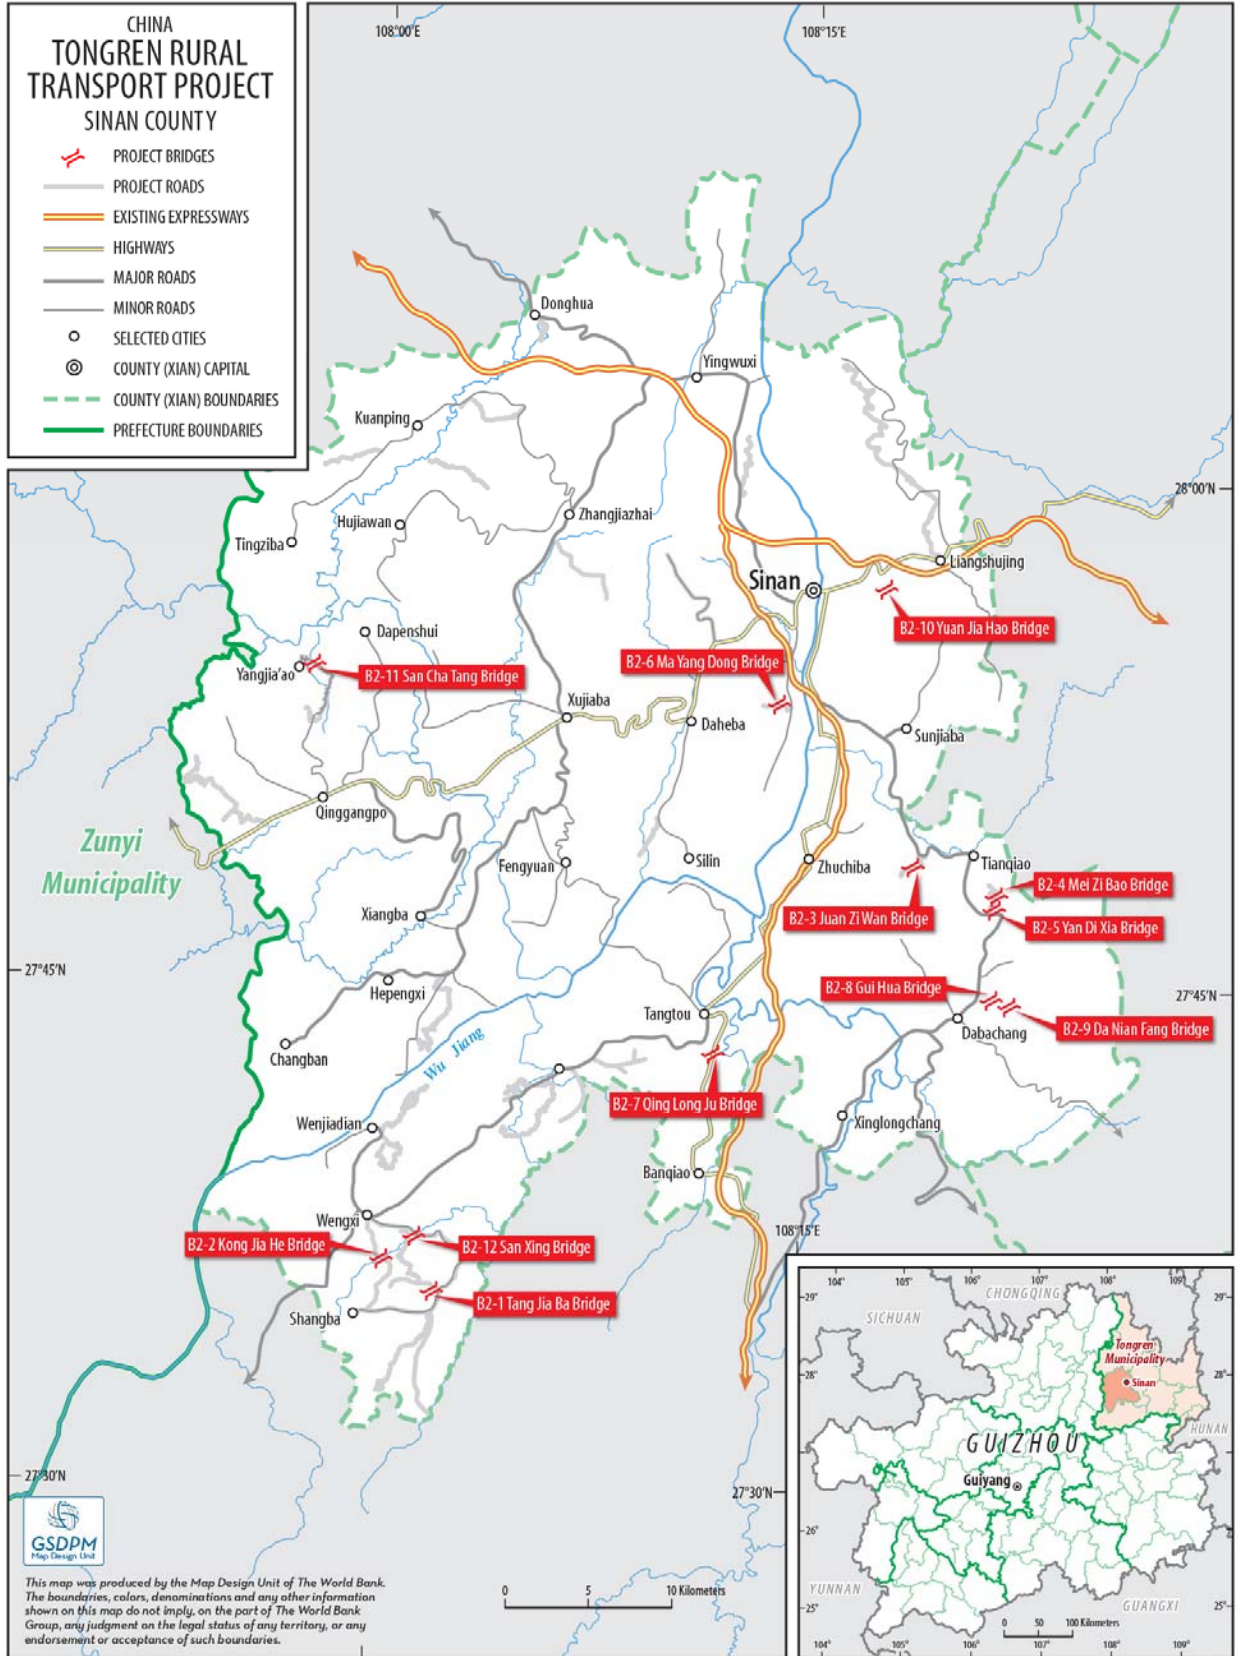 CHINA
TONGREN RURAL
TRANSPORT PROJECT
SINAN COUNTY
PROJECT BRIDGES
PROJECT ROADS
EXISTING EXPRESSWAYS
HIGHWAYS
MAJOR ROADS
MINOR ROADS
SELECTED CITIES
COUNTY (XIAN) CAPITAL
COUNTY (XIAN) BOUNDARIES
PREFECTURE BOUNDARIES
108°00'E
108°15'E
Donghua
Yingwuxi
Kuanping
28°00'N
Zhangjiazhai
Hujiawan
Tingziba
Liangshujing
Sinan
B2-10 Yuan Jia Hao Bridge
Dapenshui
B2-6 Ma Yang Dong Bridge
Yangjia'ao
B2-11 San Cha Tang Bridge
Xujiaba
Daheba
Sunjiaba
Qinggangpo
Zunyi
Municipality
Fengyuan
Silin
Zhuchiba
Tianqiao
B2-4 Mei Zi Bao Bridge
B2-3 Juan Zi Wan Bridge
B2-5 Yan Di Xia Bridge
Xiangba
27°45'N
Hepengxi
B2-8 Gui Hua Bridge
27°45'N
Tangtou
B2-9 Da Nian Fang Bridge
Dabachang
Changban
Wu Jiang
B2-7 Qing Long Ju Bridge
Wenjiadian
Xinglongchang
Banqiao
Wengxi
108°15'E
B2-2 Kong Jia He Bridge
B2-12 San Xing Bridge
B2-1 Tang Jia Ba Bridge
Shangba
27°30'N
27°30'N
104°
105°
106°
107°
108°
109°
29°
29°
CHONGQING
SICHUAN
Tongren
Municipality
28°
28°
Sinan
HUNAN
GUIZHOU
Guiyang
26°
25°
YUNNAN
25°
25°
GUANGXI
0 50 100 Kilometers
104°
105°
106°
107°
108°
109°
GSDPM
Map Design Unit
0 5 10 Kilometers
This map was produced by the Map Design Unit of The World Bank.
The boundaries, colors, denominations and any other information
shown on this map do not imply, on the part of The World Bank
Group, any judgment on the legal status of any territory, or any
endorsement or acceptance of such boundaries.